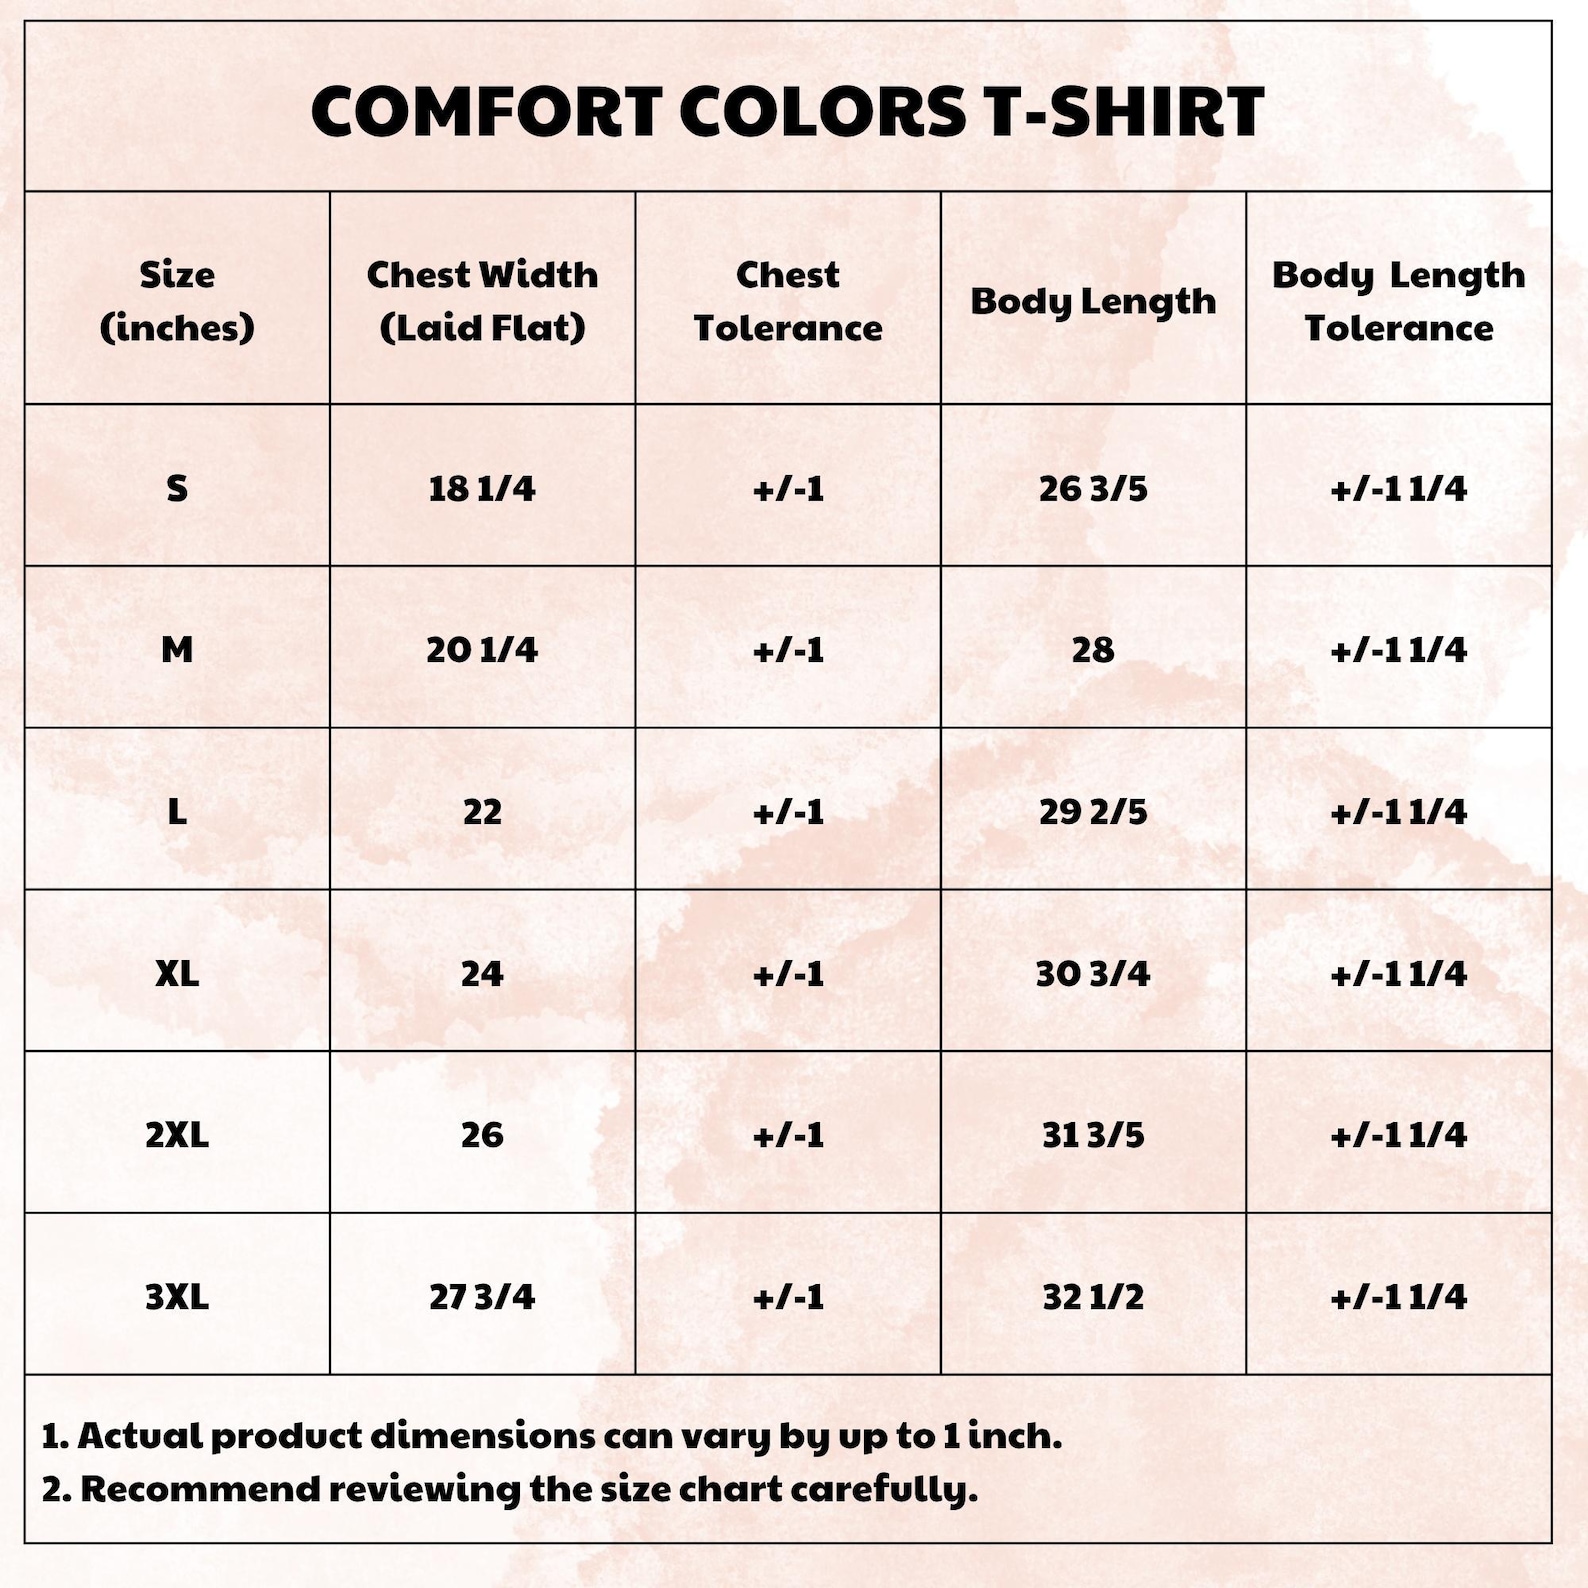 COMFORT COLORS T-SHIRT
Size
(inches)
Chest Width
(Laid Flat)
Chest
Tolerance
Body Length
Body Length
Tolerance
S
18 1/4
+/-1
26 3/5
+/-1 1/4
M
20 1/4
+/-1
28
+/-1 1/4
L
22
+/-1
29 2/5
+/-1 1/4
XL
24
+/-1
30 3/4
+/-1 1/4
2XL
26
+/-1
31 3/5
+/-1 1/4
3XL
27 3/4
+/-1
32 1/2
+/-1 1/4
1. Actual product dimensions can vary by up to 1 inch.
2. Recommend reviewing the size chart carefully.